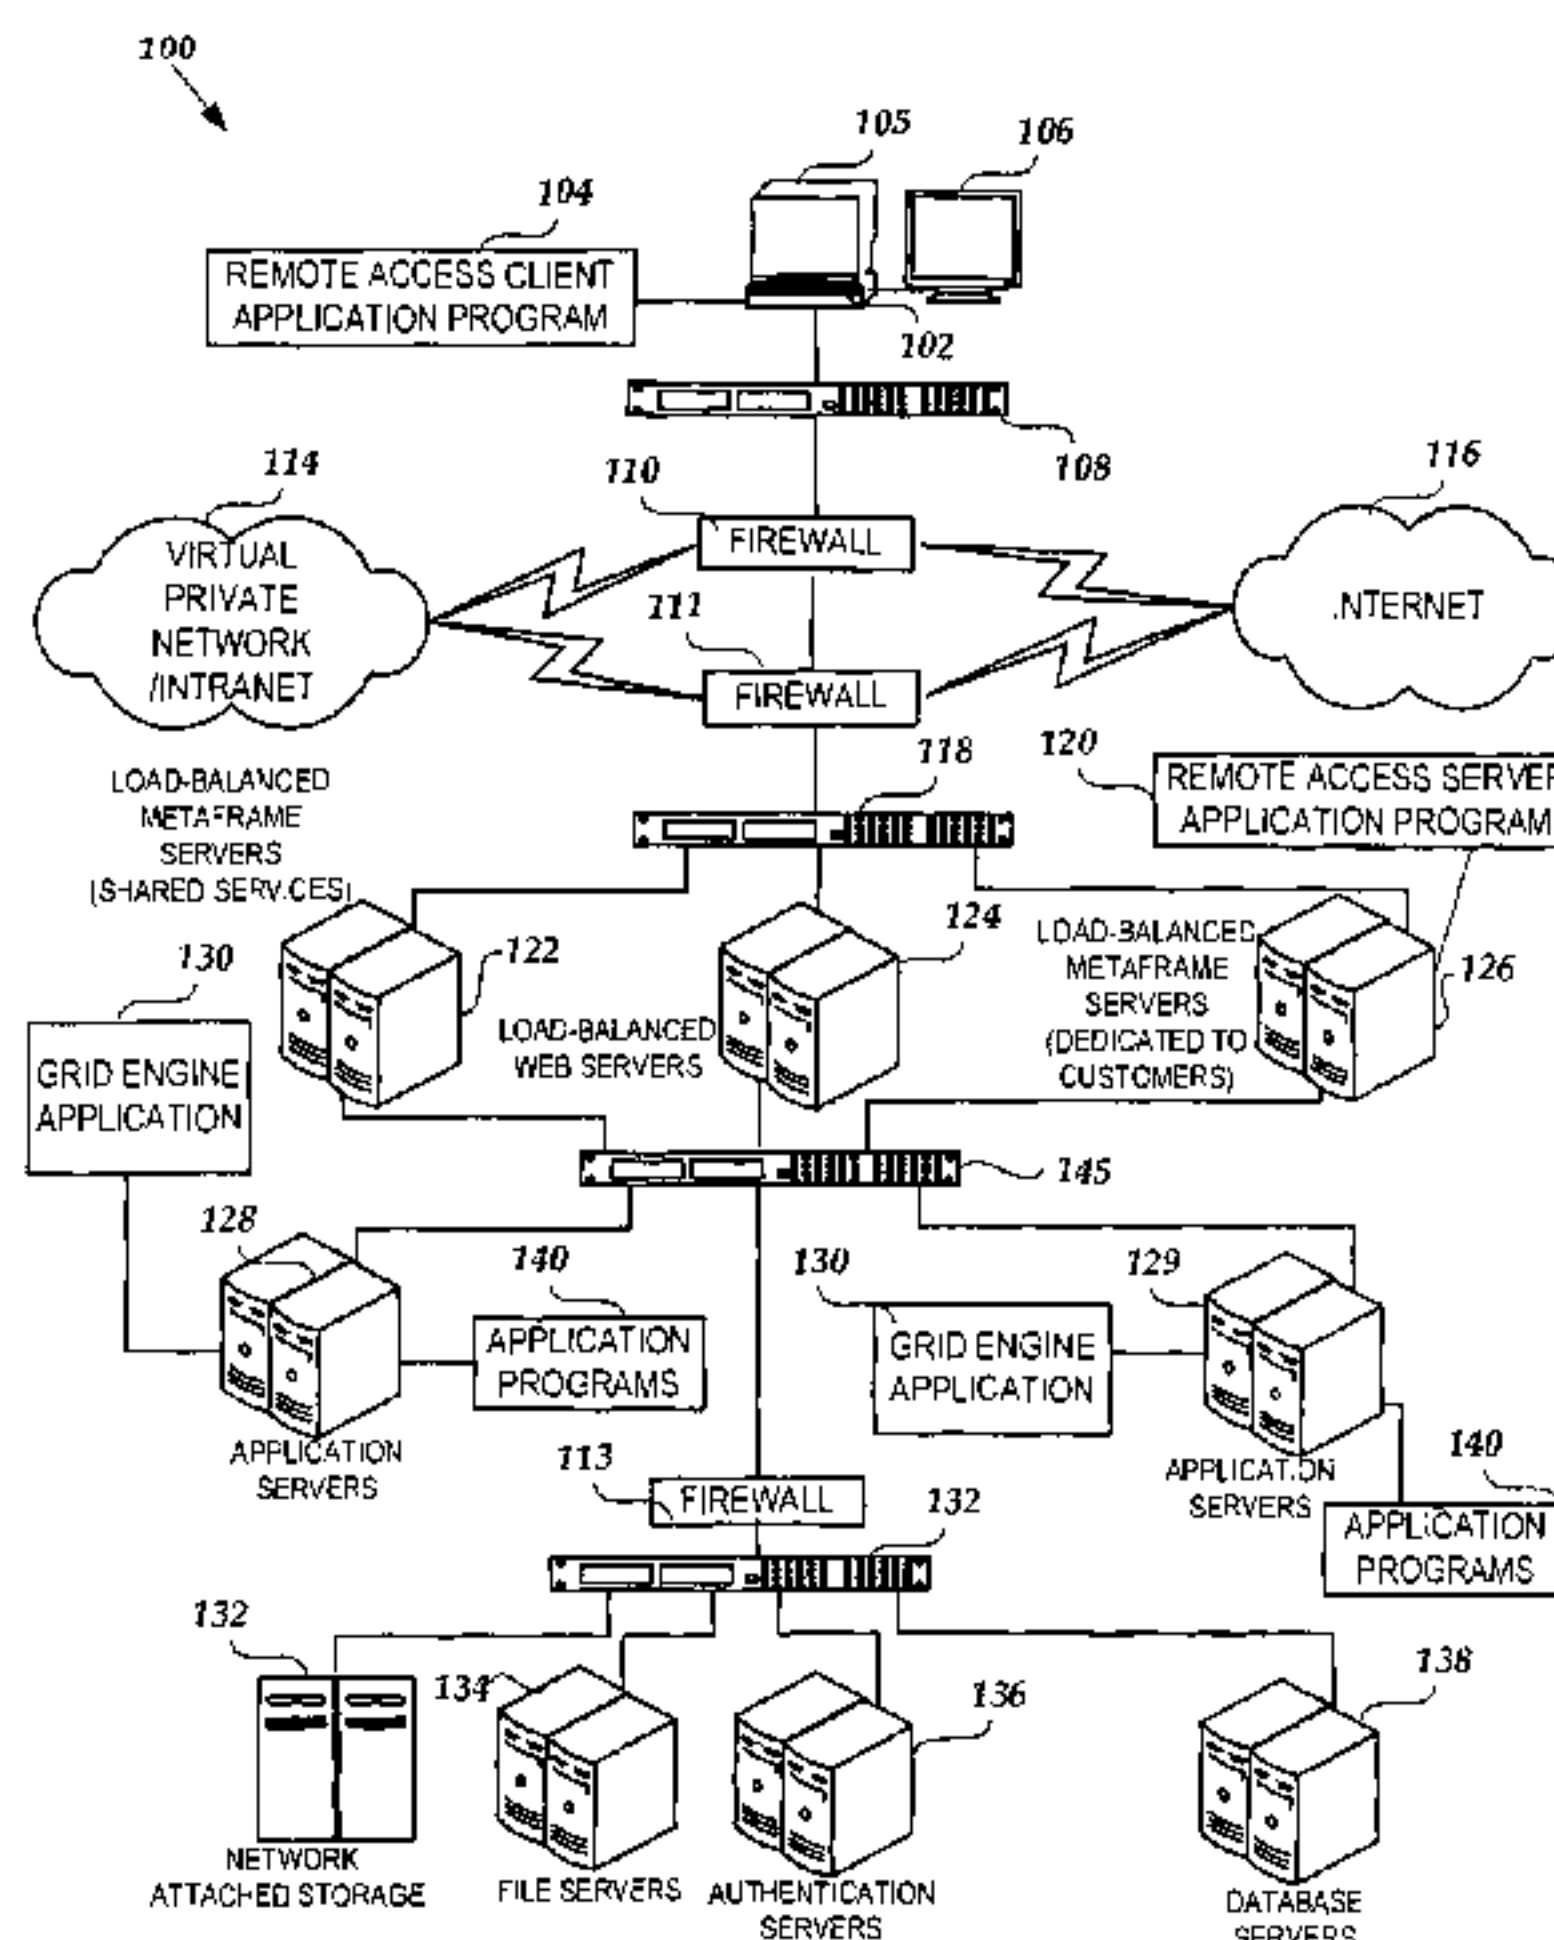 100
105
106
104
REMOTE ACCESS CLIENT
APPLICATION PROGRAM
102
108
114
110
116
VIRTUAL
PRIVATE
NETWORK
/INTRANET
FIREWALL
INTERNET
111
FIREWALL
118
120
REMOTE ACCESS SERVER
APPLICATION PROGRAM
LOAD-BALANCED
METAFRAME
SERVERS
(SHARED SERVICES)
122
124
LOAD-BALANCED
METAFRAME
SERVERS
(DEDICATED TO
CUSTOMERS)
126
130
GRID ENGINE
APPLICATION
LOAD-BALANCED
WEB SERVERS
145
128
140
APPLICATION
PROGRAMS
130
GRID ENGINE
APPLICATION
129
APPLICATION
SERVERS
APPLICATION
SERVERS
140
APPLICATION
PROGRAMS
113
FIREWALL
132
132
134
136
138
NETWORK
ATTACHED STORAGE
FILE SERVERS
AUTHENTICATION
SERVERS
DATABASE
SERVERS